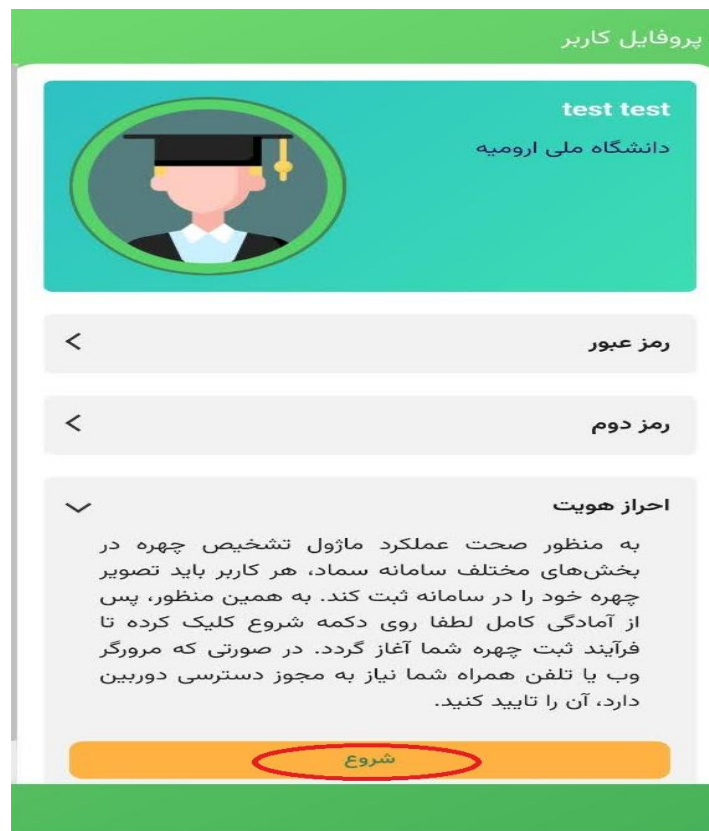 پروفایل کاربر
test test
دانشگاه ملی ارومیه
رمز عبور
رمز دوم
احراز هویت
به منظور صحت عملکرد ماژول تشخیص چهره در
بخش‌های مختلف سامانه سماد، هر کاربر باید تصویر
چهره خود را در سامانه ثبت کند. به همین منظور، پس
از آمادگی کامل لطفا روی دکمه شروع کلیک کرده تا
فرآیند ثبت چهره شما آغاز گردد. در صورتی که مرورگر
وب یا تلفن همراه شما نیاز به مجوز دسترسی دوربین
دارد، آن را تایید کنید.
شروع